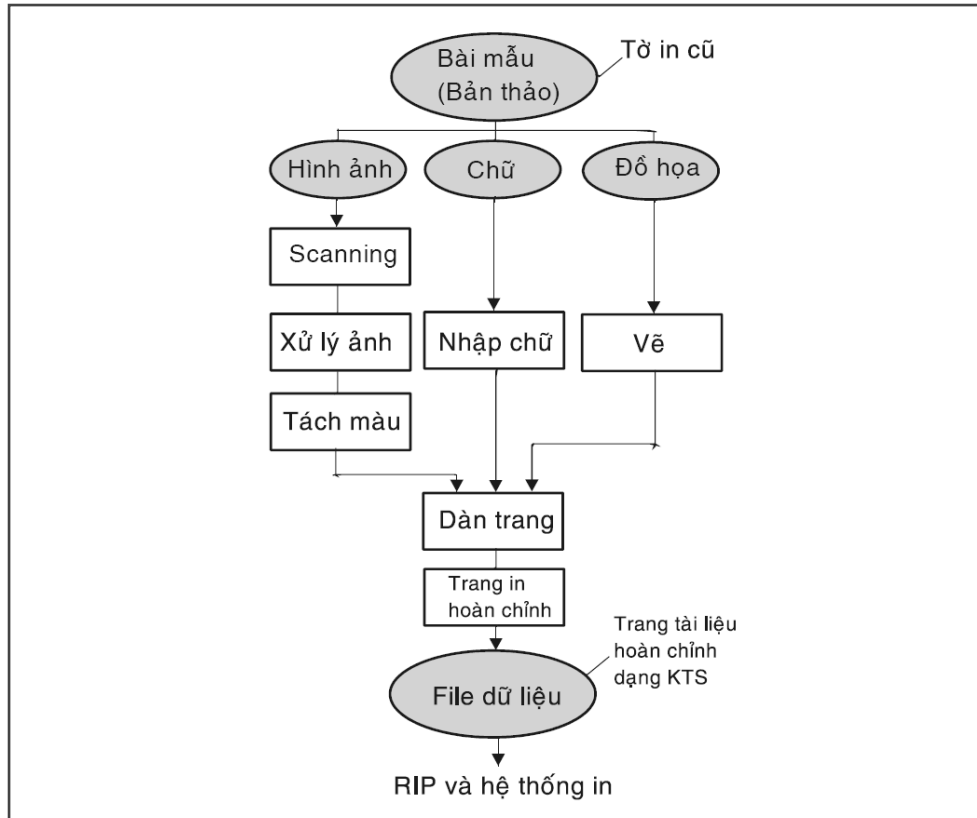 Bài mẫu
(Bản thảo)
Tờ in cũ
Hình ảnh
Chữ
Đồ họa
Scanning
Xử lý ảnh
Nhập chữ
Vẽ
Tách màu
Dàn trang
Trang in
hoàn chỉnh
Trang tài liệu
hoàn chỉnh
dạng KTS
File dữ liệu
RIP và hệ thống in